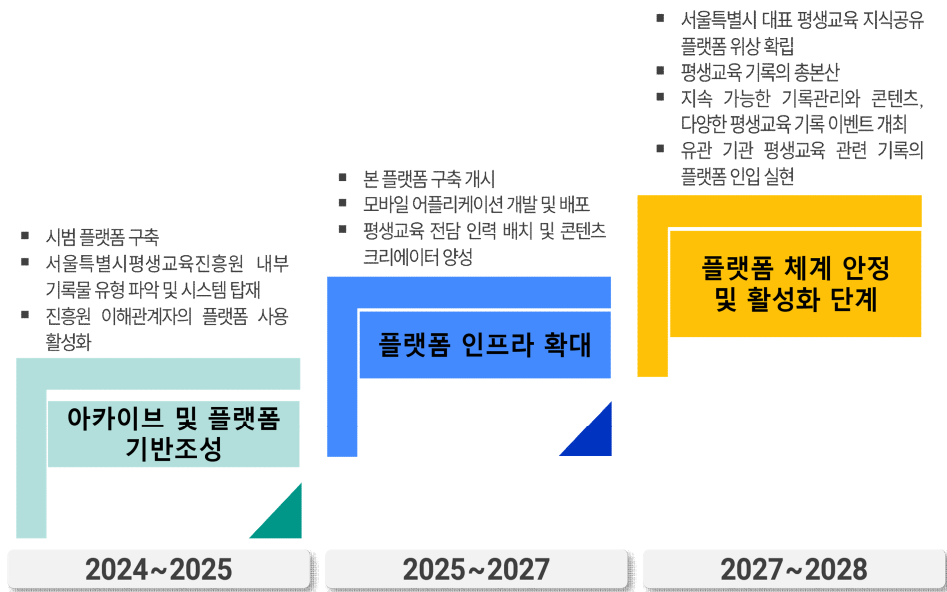 ■ 시범 플랫폼 구축
■ 서울특별시평생교육진흥원 내부
기록물 유형 파악 및 시스템 탑재
■ 진흥원 이해관계자의 플랫폼 사용
활성화
아카이브 및 플랫폼
기반조성
2024~2025
■ 본 플랫폼 구축 개시
■ 모바일 어플리케이션 개발 및 배포
■ 평생교육 전담 인력 배치 및 콘텐츠
크리에이터 양성
플랫폼 인프라 확대
2025~2027
■ 서울특별시 대표 평생교육 지식공유
플랫폼 위상 확립
■ 평생교육 기록의 총본산
■ 지속 가능한 기록관리와 콘텐츠,
다양한 평생교육 기록 이벤트 개최
■ 유관 기관 평생교육 관련 기록의
플랫폼 인입 실현
플랫폼 체계 안정
및 활성화 단계
2027~2028